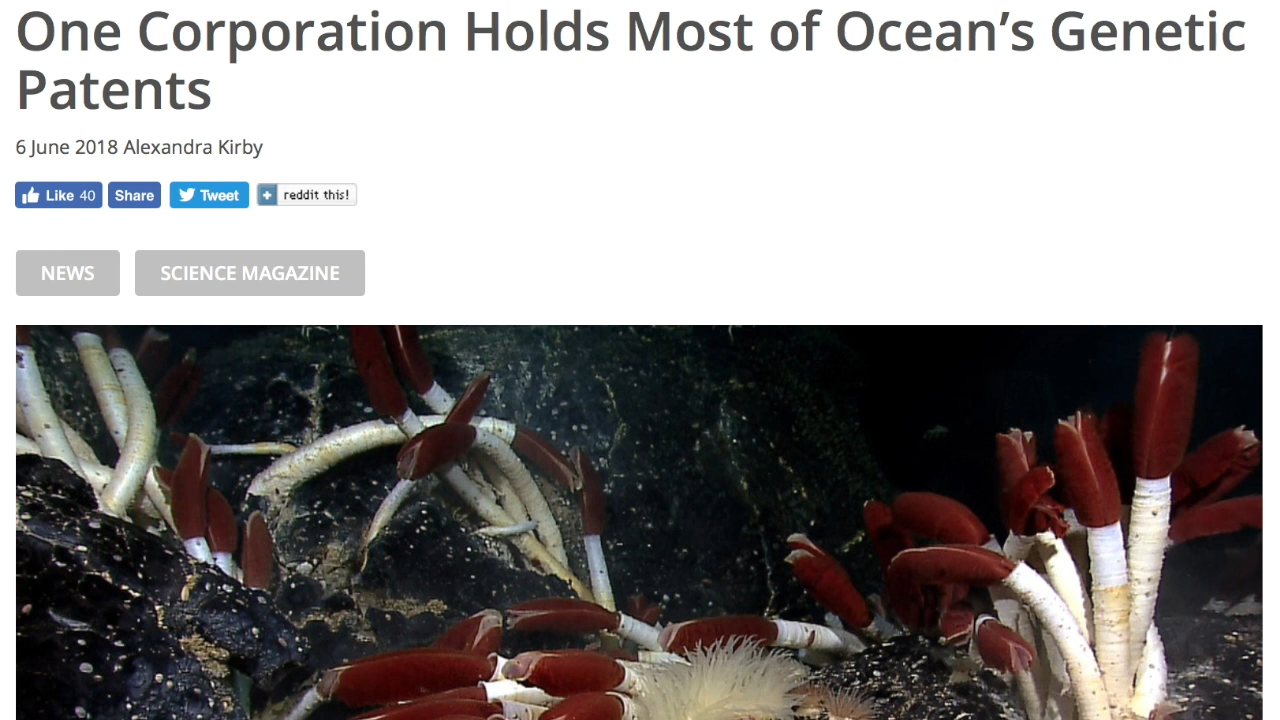 One Corporation Holds Most of Ocean’s Genetic
Patents
6 June 2018 Alexandra Kirby
Like 40 Share Tweet reddit this!
NEWS SCIENCE MAGAZINE